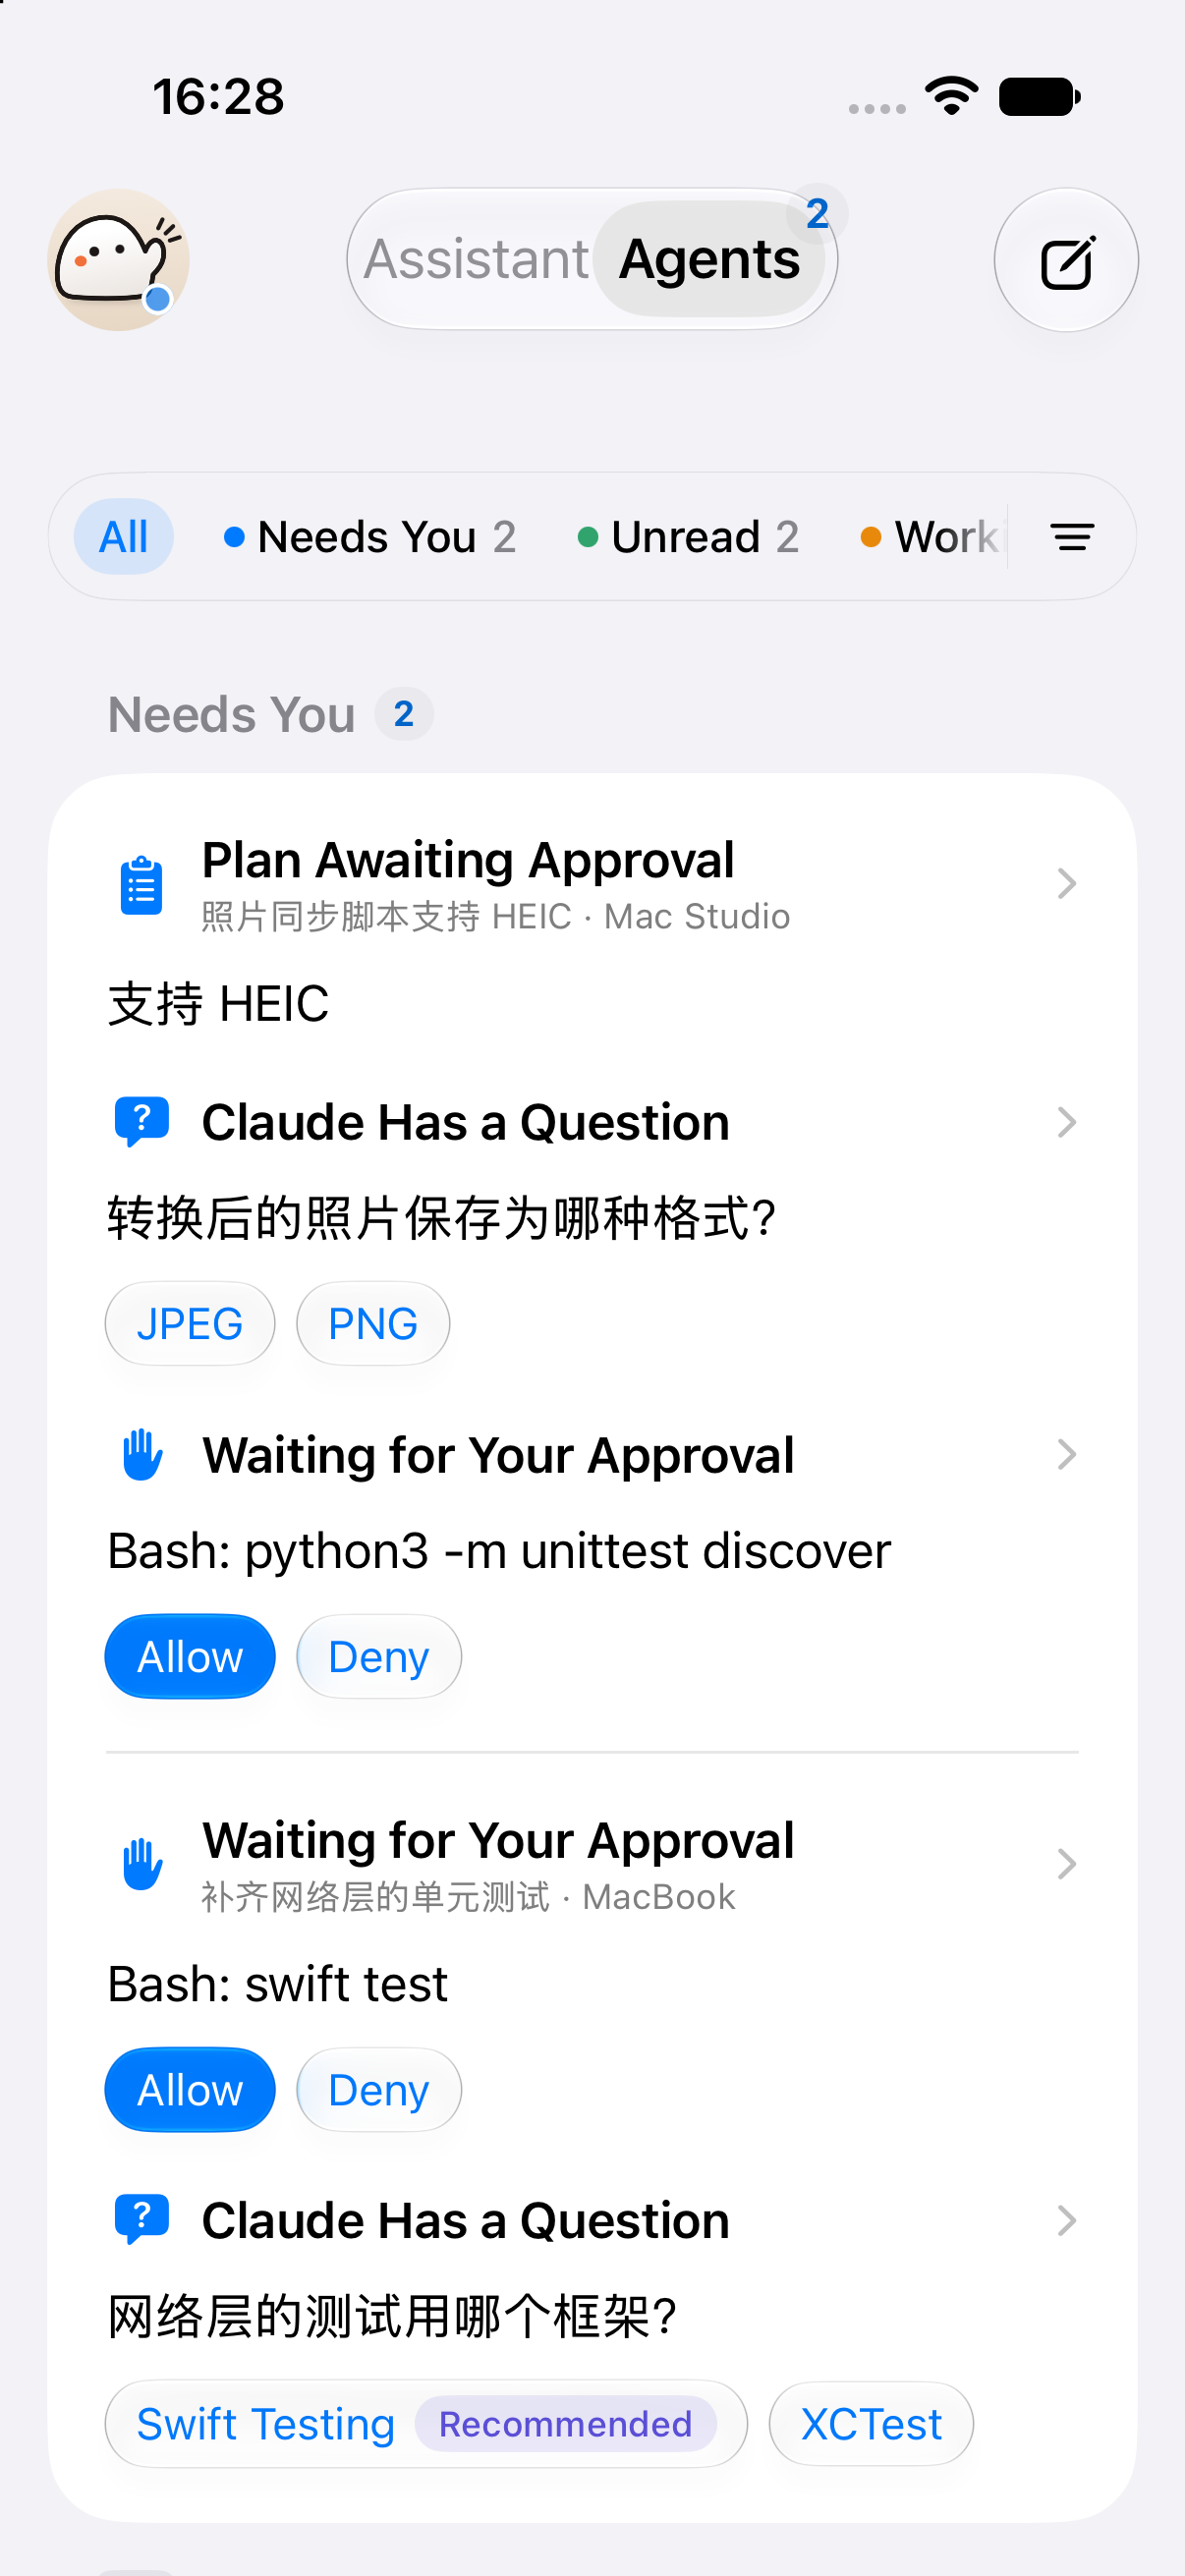 16:28
Assistant
Agents
2
All
Needs You 2
Unread 2
Work
Needs You 2
Plan Awaiting Approval
照片同步脚本支持 HEIC · Mac Studio
支持 HEIC
Claude Has a Question
转换后的照片保存为哪种格式?
JPEG
PNG
Waiting for Your Approval
Bash: python3 -m unittest discover
Allow
Deny
Waiting for Your Approval
补齐网络层的单元测试 · MacBook
Bash: swift test
Allow
Deny
Claude Has a Question
网络层的测试用哪个框架?
Swift Testing Recommended
XCTest